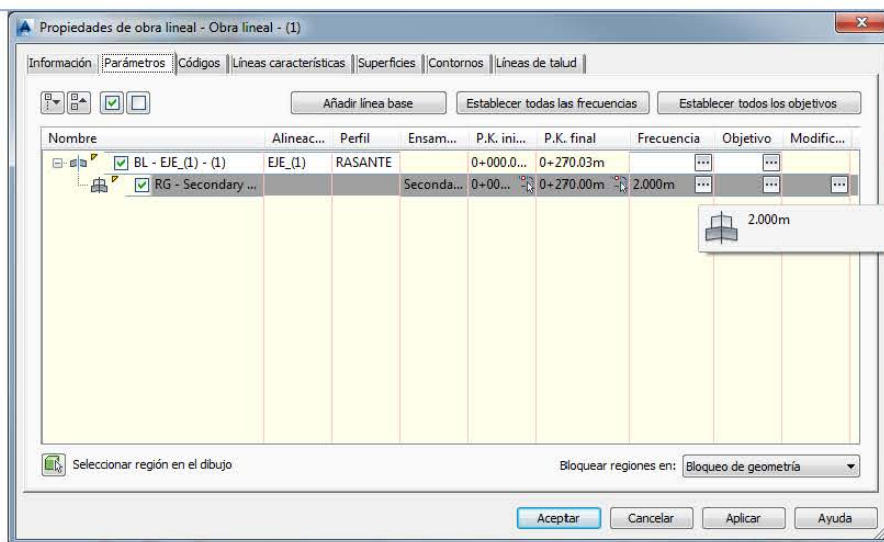 Propiedades de obra lineal - Obra lineal - (1)
Información Parámetros Códigos Líneas características Superficies Contornos Líneas de talud
Añadir línea base Establecer todas las frecuencias Establecer todos los objetivos
Nombre Alineac... Perfil Ensam... P.K. ini... P.K. final Frecuencia Objetivo Modific...
BL - EJE_(1) - (1) EJE_(1) RASANTE 0+000.0... 0+270.03m
RG - Secondary ... Seconda... 0+00... 0+270.00m 2.000m
2.000m
Seleccionar región en el dibujo Bloquear regiones en: Bloqueo de geometría
Aceptar Cancelar Aplicar Ayuda